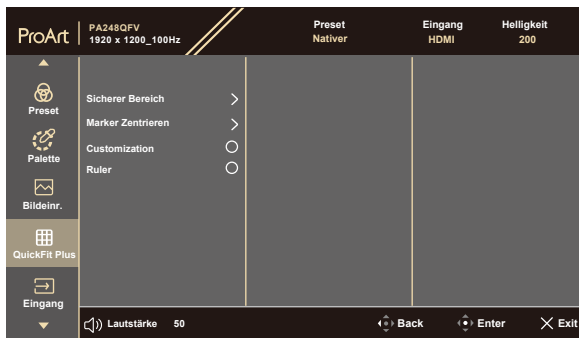 ProArt
PA248QFV
1920 x 1200_100Hz
Preset
Nativer
Eingang
HDMI
Helligkeit
200
Preset
Palette
Bildeinr.
QuickFit Plus
Eingang
Sicherer Bereich
Marker Zentrieren
Customization
Ruler
Lautstärke 50
Back
Enter
Exit